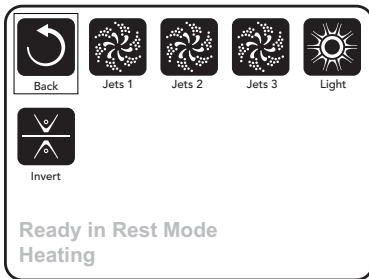 Back Jets 1 Jets 2 Jets 3 Light
Invert
Ready in Rest Mode
Heating